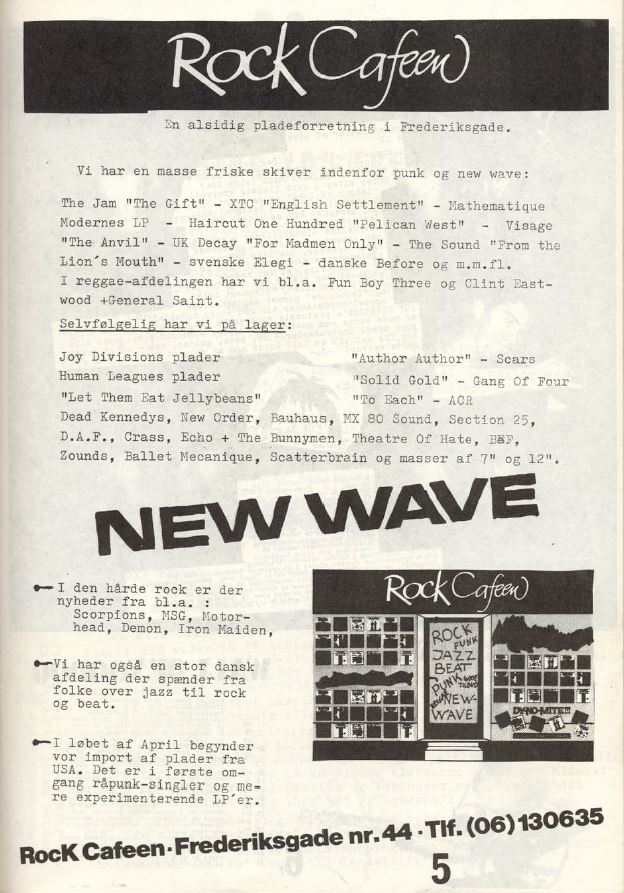 Rock Cafeen
En alsidig pladeforretning i Frederiksgade.
Vi har en masse friske skiver indenfor punk og new wave:
The Jam "The Gift" - XTC "English Settlement" - Mathematique
Modernes LP - Haircut One Hundred "Pelican West" - Visage
"The Anvil" - UK Decay "For Madmen Only" - The Sound "From the
Lion´s Mouth" - svenske Elegi - danske Before og m.m.fl.
I reggae-afdelingen har vi bl.a. Fun Boy Three og Clint East-
wood +General Saint.
Selvfølgelig har vi på lager:
Joy Divisions plader "Author Author" - Scars
Human Leagues plader "Solid Gold" - Gang Of Four
"Let Them Eat Jellybeans" "To Each" - ACR
Dead Kennedys, New Order, Bauhaus, MX 80 Sound, Section 25,
D.A.F., Crass, Echo + The Bunnymen, Theatre Of Hate, BEF,
Zounds, Ballet Mecanique, Scatterbrain og masser af 7" og 12".
NEW WAVE
I den hårde rock er der
nyheder fra bl.a. :
Scorpions, MSG, Motor-
head, Demon, Iron Maiden,
Vi har også en stor dansk
afdeling der spænder fra
folke over jazz til rock
og beat.
I løbet af April begynder
vor import af plader fra
USA. Det er i første om-
gang råpunk-singler og me-
re experimenterende LP´er.
Rock Cafeen
ROCK
FUNK
JAZZ
BEAT
PUNK
NEW-
WAVE
DYNO-MITE!!!
RocK Cafeen · Frederiksgade nr. 44 · Tlf. (06) 130635
5